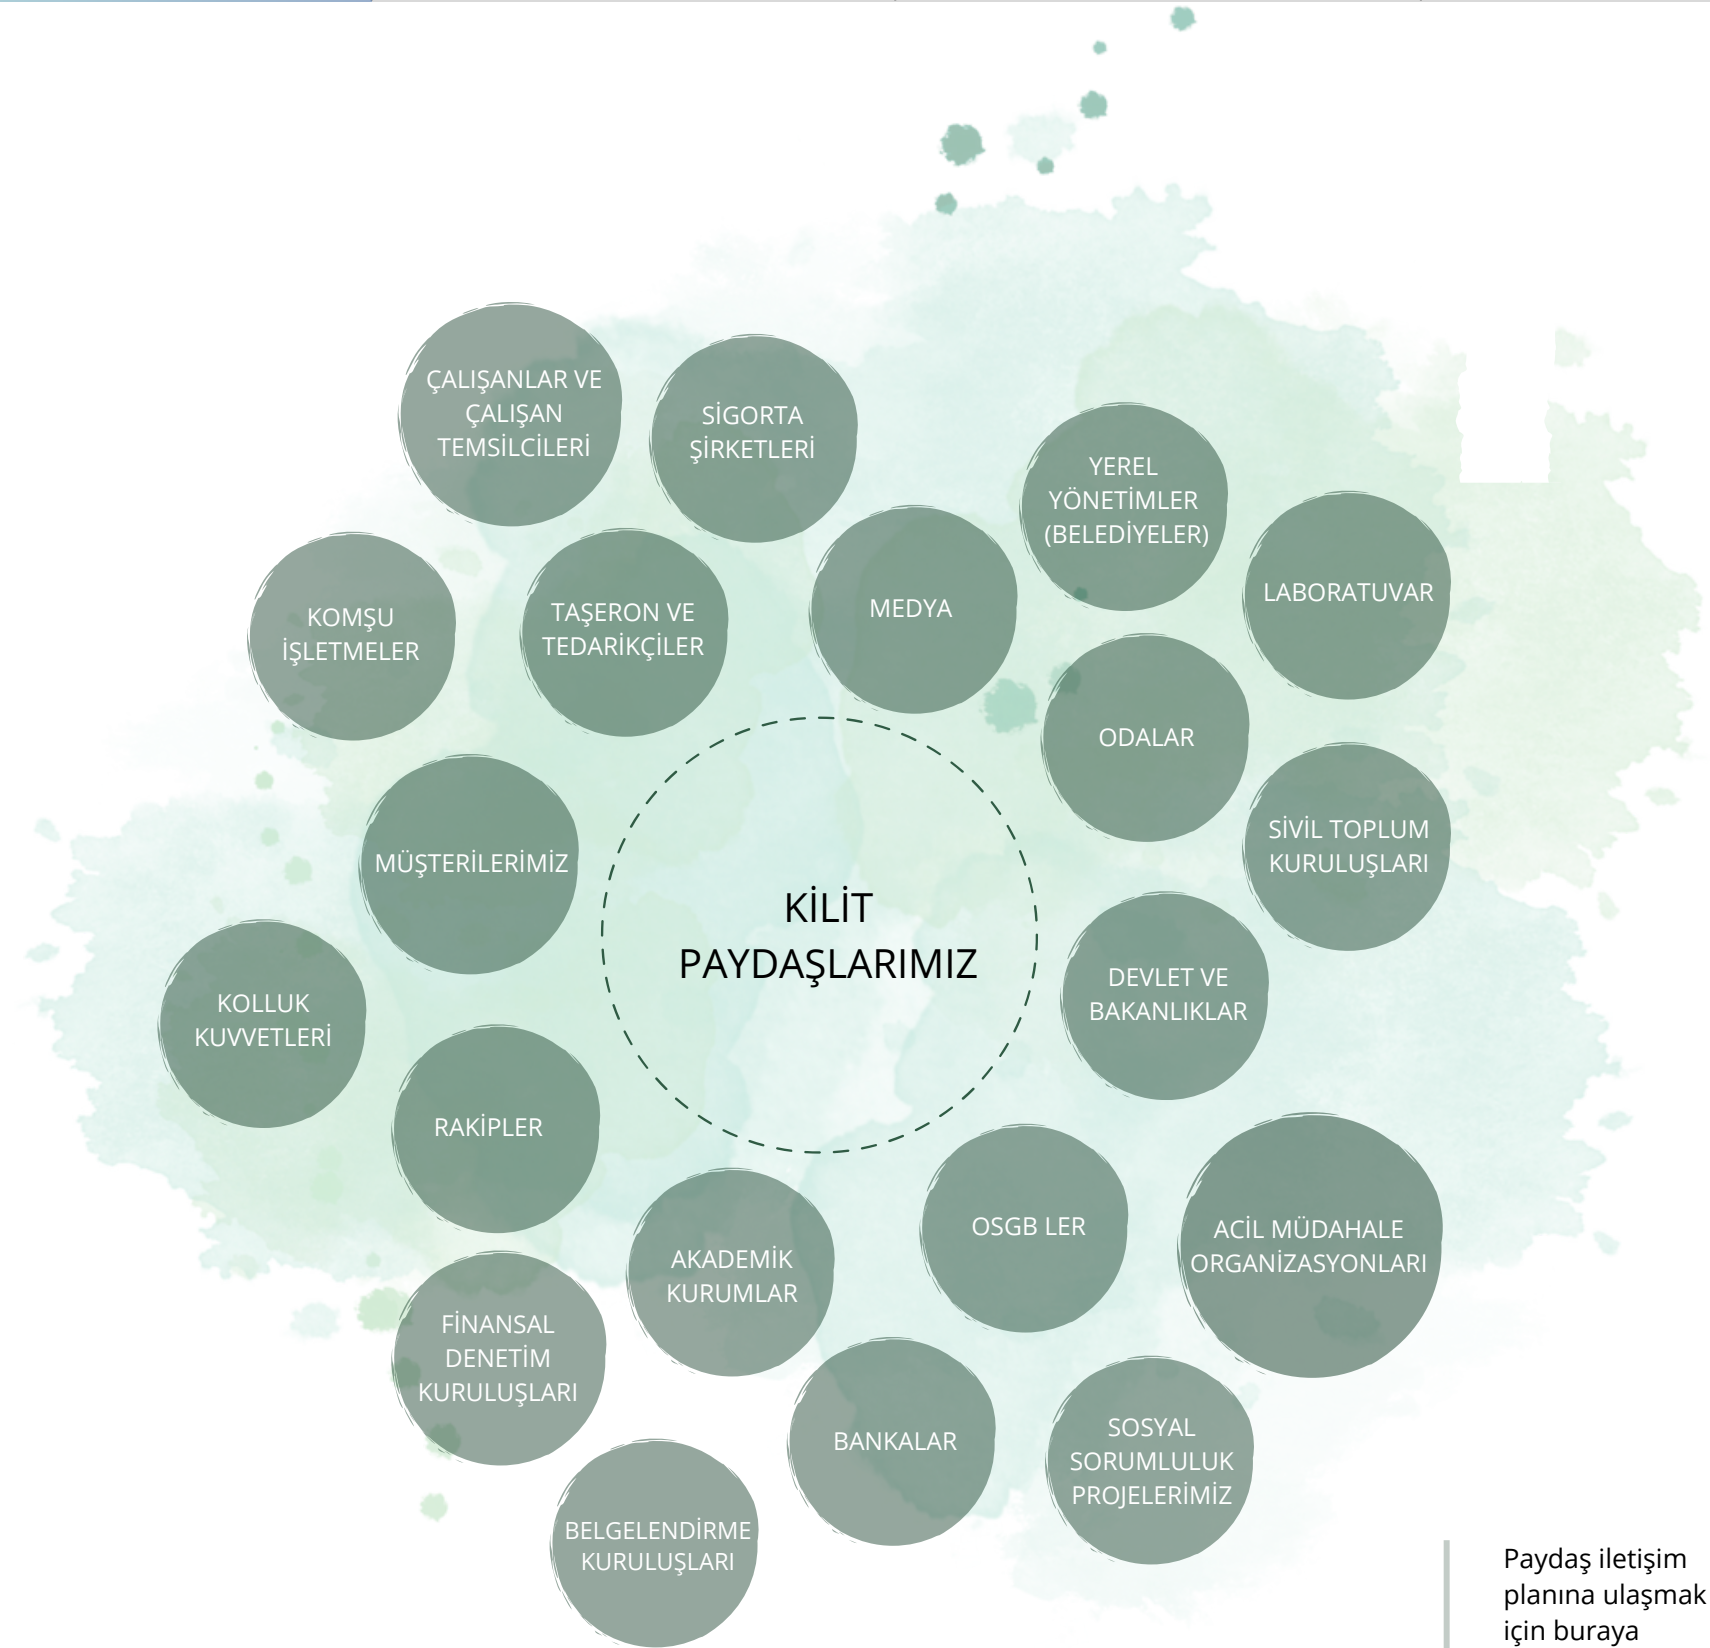 ÇALIŞANLAR VE
ÇALIŞAN
TEMSİLCİLERİ
SİGORTA
ŞİRKETLERİ
YEREL
YÖNETİMLER
(BELEDİYELER)
LABORATUVAR
KOMŞU
İŞLETMELER
TAŞERON VE
TEDARİKÇİLER
MEDYA
ODALAR
SİVİL TOPLUM
KURULUŞLARI
MÜŞTERİLERİMİZ
KİLİT
PAYDAŞLARIMIZ
DEVLET VE
BAKANLIKLAR
KOLLUK
KUVVETLERİ
RAKİPLER
OSGB LER
ACİL MÜDAHALE
ORGANİZASYONLARI
AKADEMİK
KURUMLAR
FİNANSAL
DENETİM
KURULUŞLARI
BANKALAR
SOSYAL
SORUMLULUK
PROJELERİMİZ
BELGELENDİRME
KURULUŞLARI
Paydaş iletişim
planına ulaşmak
için buraya